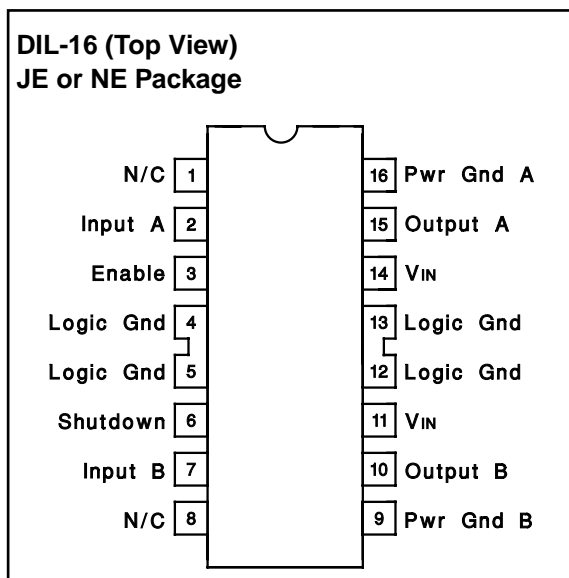 DIL-16 (Top View)
JE or NE Package
N/C 1
16 Pwr Gnd A
Input A 2
15 Output A
Enable 3
14 VIN
Logic Gnd 4
13 Logic Gnd
Logic Gnd 5
12 Logic Gnd
Shutdown 6
11 VIN
Input B 7
10 Output B
N/C 8
9 Pwr Gnd B